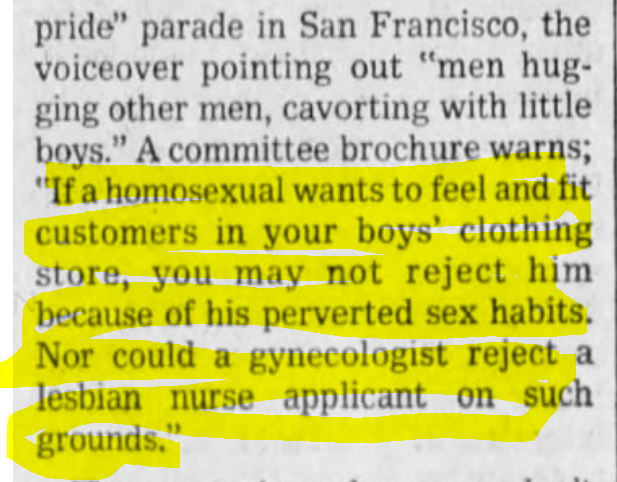 pride” parade in San Francisco, the
voiceover pointing out “men hug-
ging other men, cavorting with little
boys.” A committee brochure warns;
“If a homosexual wants to feel and fit
customers in your boys’ clothing
store, you may not reject him
because of his perverted sex habits.
Nor could a gynecologist reject a
lesbian nurse applicant on such
grounds.”